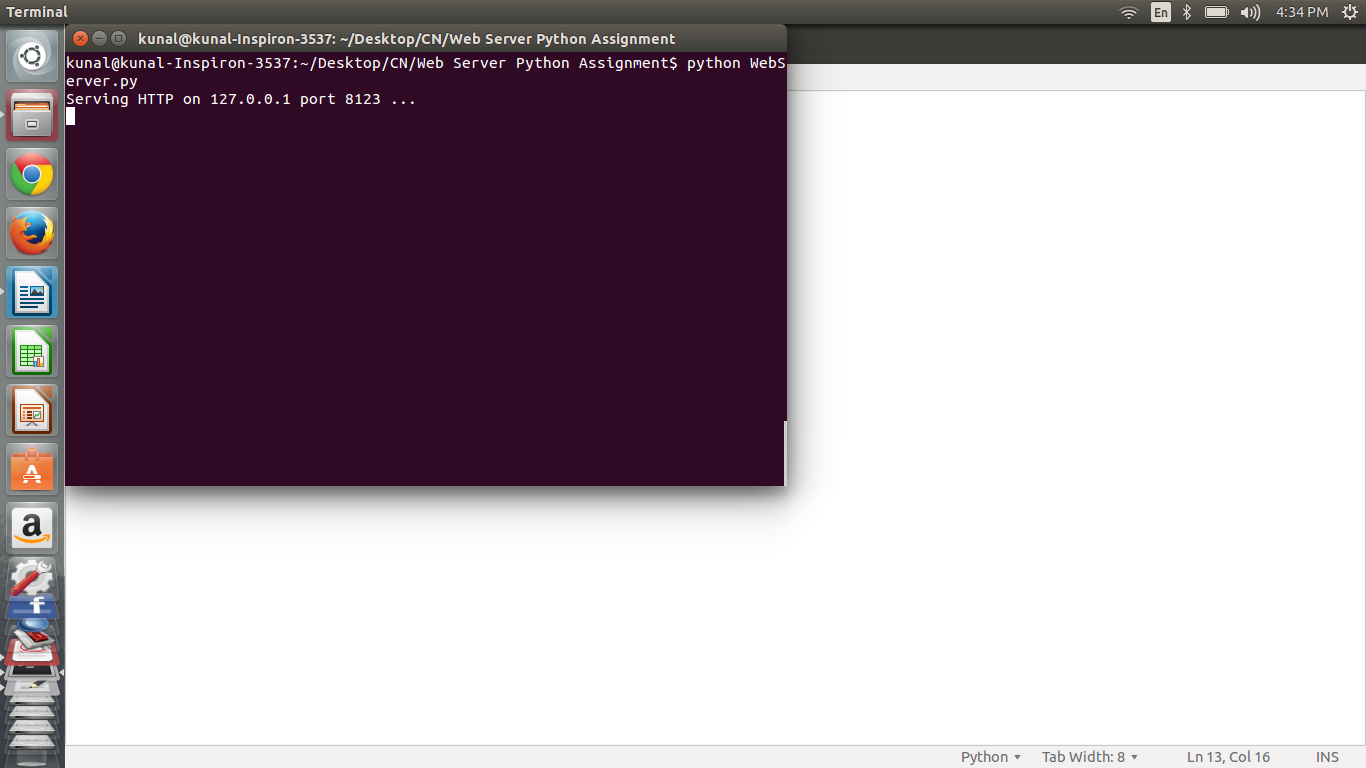 Terminal
En
4:34 PM
kunal@kunal-Inspiron-3537: ~/Desktop/CN/Web Server Python Assignment
kunal@kunal-Inspiron-3537:~/Desktop/CN/Web Server Python Assignment$ python WebS
erver.py
Serving HTTP on 127.0.0.1 port 8123 ...
Python
Tab Width: 8
Ln 13, Col 16
INS